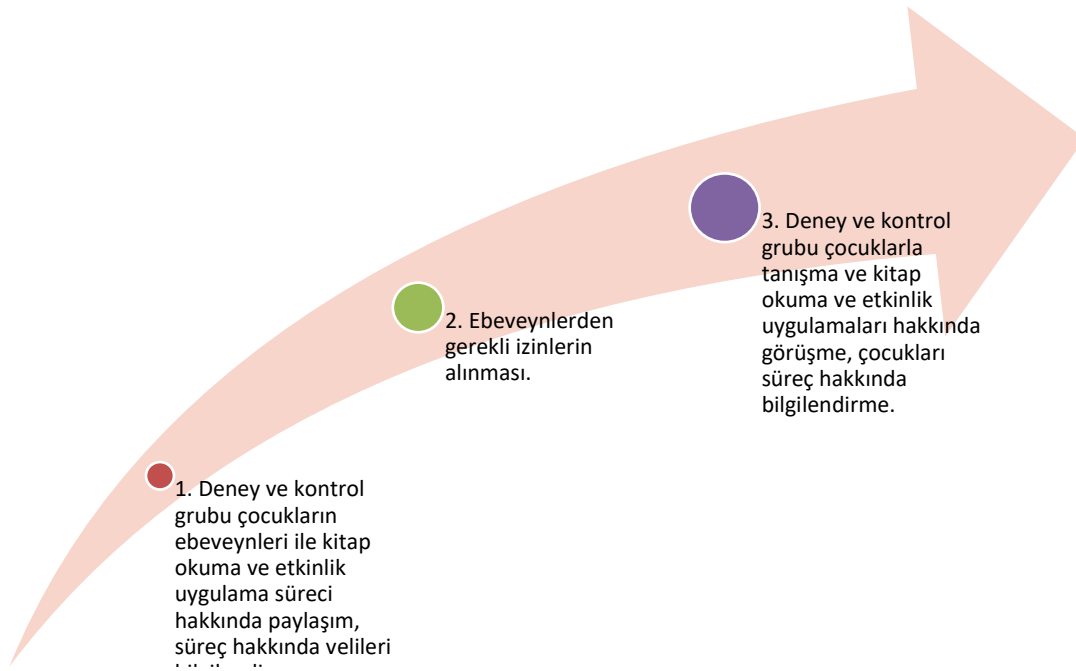 1. Deney ve kontrol
grubu çocukların
ebeveynleri ile kitap
okuma ve etkinlik
uygulama süreci
hakkında paylaşım,
süreç hakkında velileri
2. Ebeveynlerden
gerekli izinlerin
alınması.
3. Deney ve kontrol
grubu çocuklarla
tanışma ve kitap
okuma ve etkinlik
uygulamaları hakkında
görüşme, çocukları
süreç hakkında
bilgilendirme.